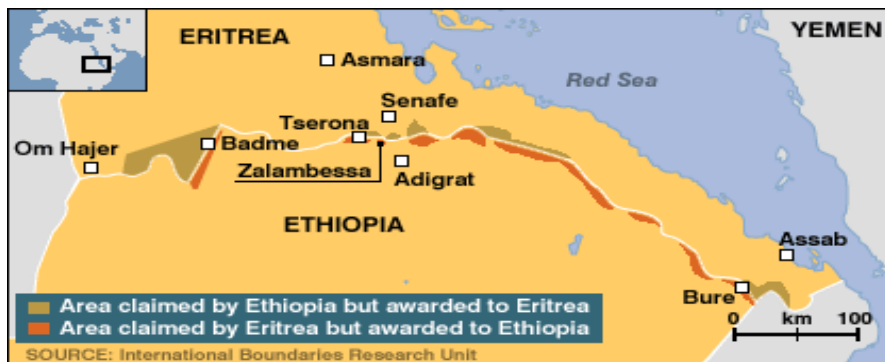 ERITREA
YEMEN
Asmara
Red Sea
Senafe
Tserona
Om Hajer
Badme
Zalambessa
Adigrat
ETHIOPIA
Assab
Bure
Area claimed by Ethiopia but awarded to Eritrea
Area claimed by Eritrea but awarded to Ethiopia
0 km 100
SOURCE: International Boundaries Research Unit